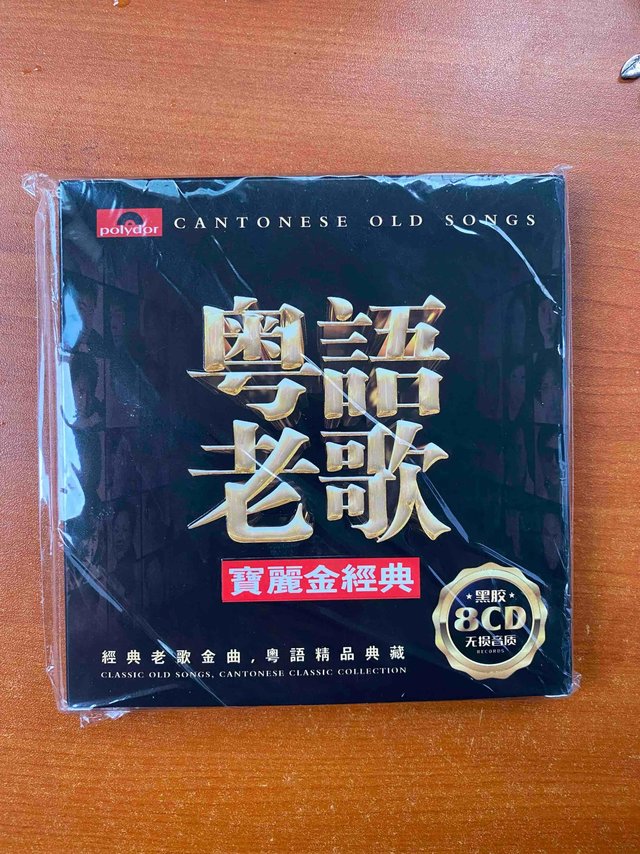 polydor
CANTONESE OLD SONGS
粤語
老歌
寶麗金經典
黑胶
8CD
无损音质
RECORDS
經典老歌金曲，粵語精品典藏
CLASSIC OLD SONGS, CANTONESE CLASSIC COLLECTION